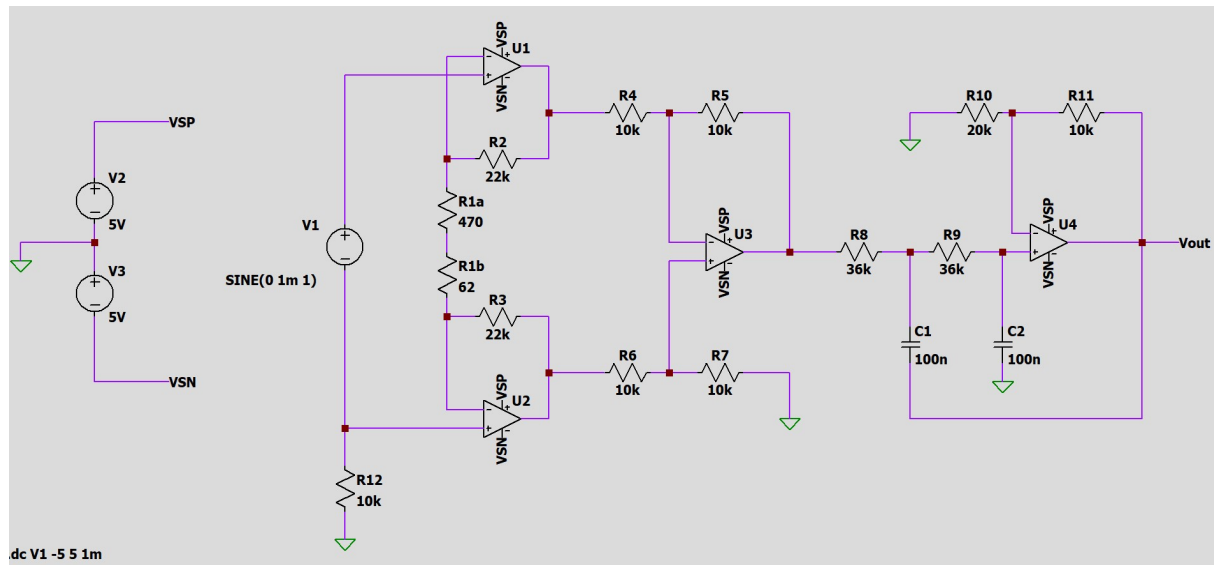 VSP
V2
5V
V3
5V
VSN
V1
SINE(0 1m 1)
R12
10k
VSP
U1
VSN
R2
22k
R1a
470
R1b
62
R3
22k
VSP
U2
VSN
R4
10k
R5
10k
VSP
U3
VSN
R6
10k
R7
10k
R8
36k
R9
36k
C1
100n
C2
100n
R10
20k
R11
10k
VSP
U4
VSN
Vout
.dc V1 -5 5 1m